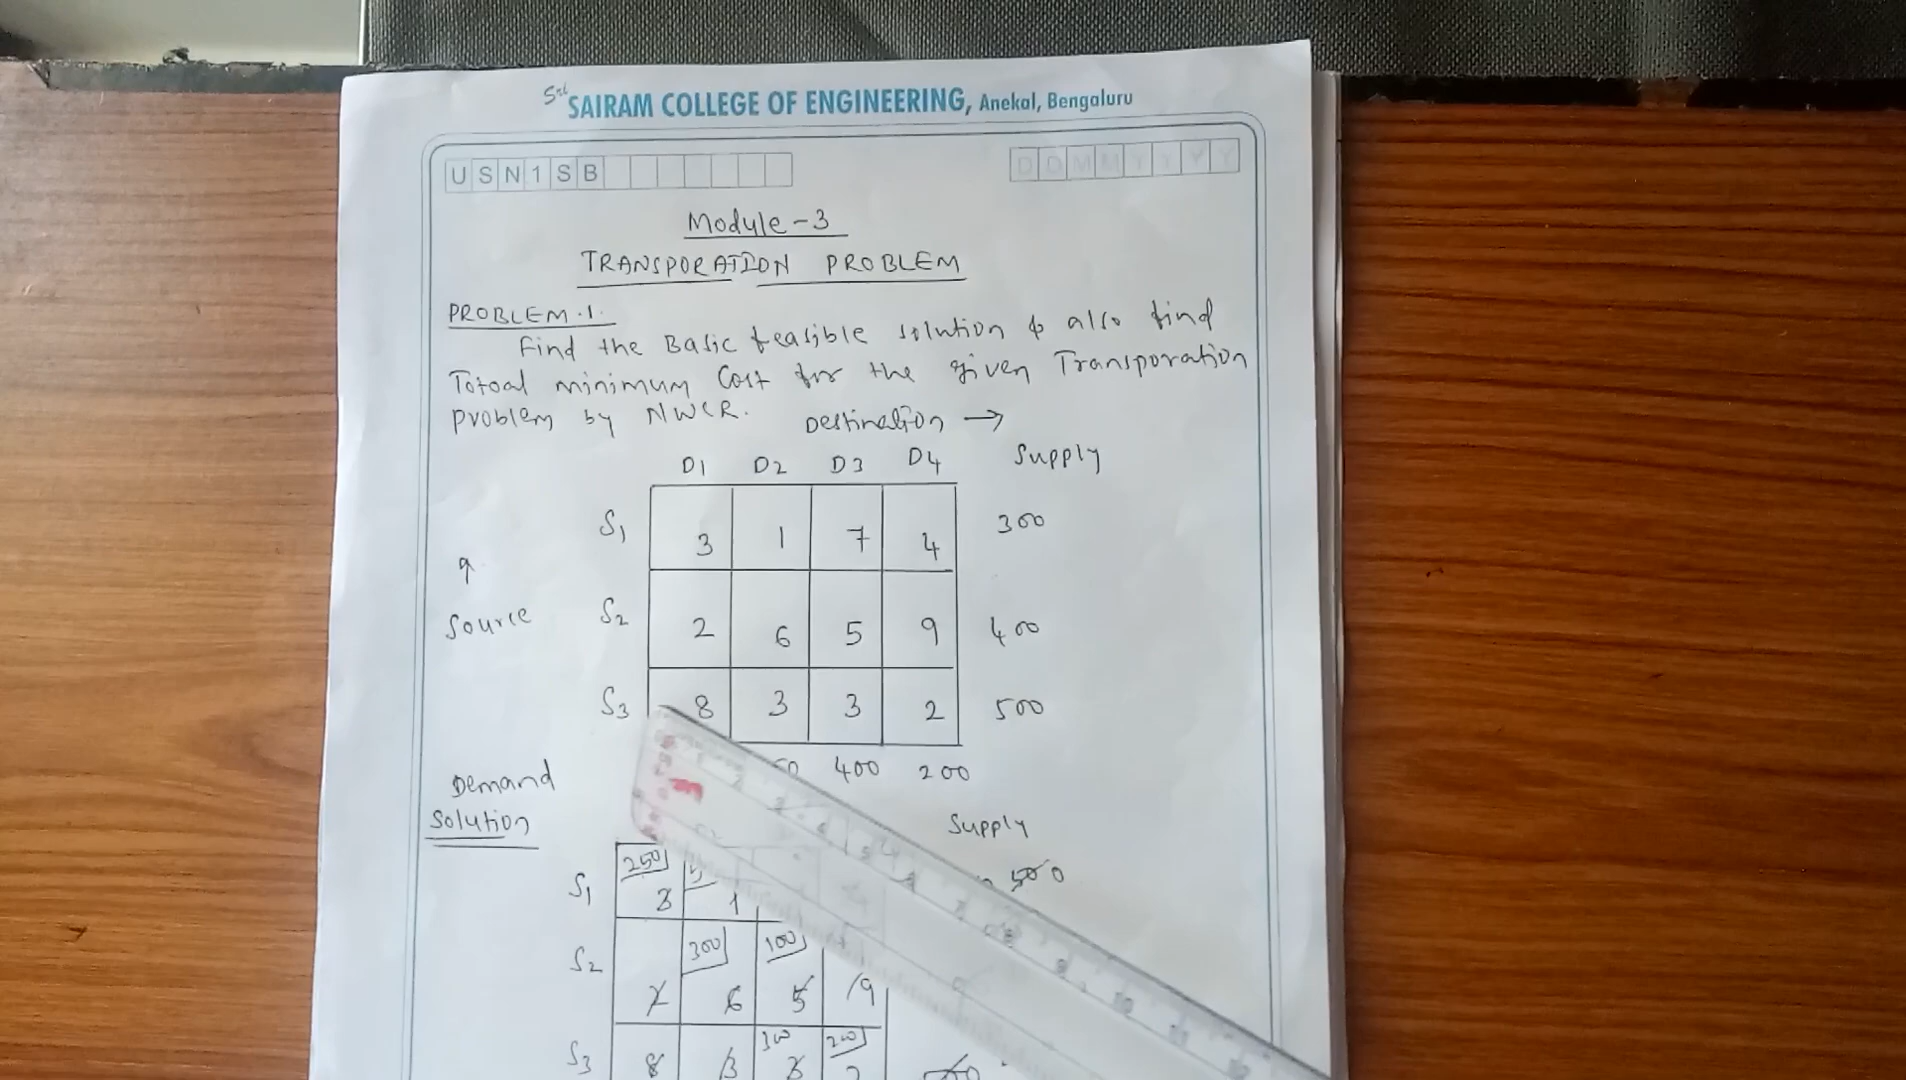 Sri SAIRAM COLLEGE OF ENGINEERING, Anekal, Bengaluru
USN1SB DDMMYYYY
Module-3
TRANSPORATION PROBLEM
PROBLEM.1.
Find the Basic feasible solution & also find
Totoal minimum Cost for the given Transporation
problem by NWCR.
Destination →
D1 D2 D3 D4 Supply
S1 3 1 7 4 300
Source S2 2 6 5 9 400
S3 8 3 3 2 500
Demand 400 200
Solution
Supply
250
S1 3 1
300 100
S2 2 6 5 9
300 200
S3 8 3 3 2